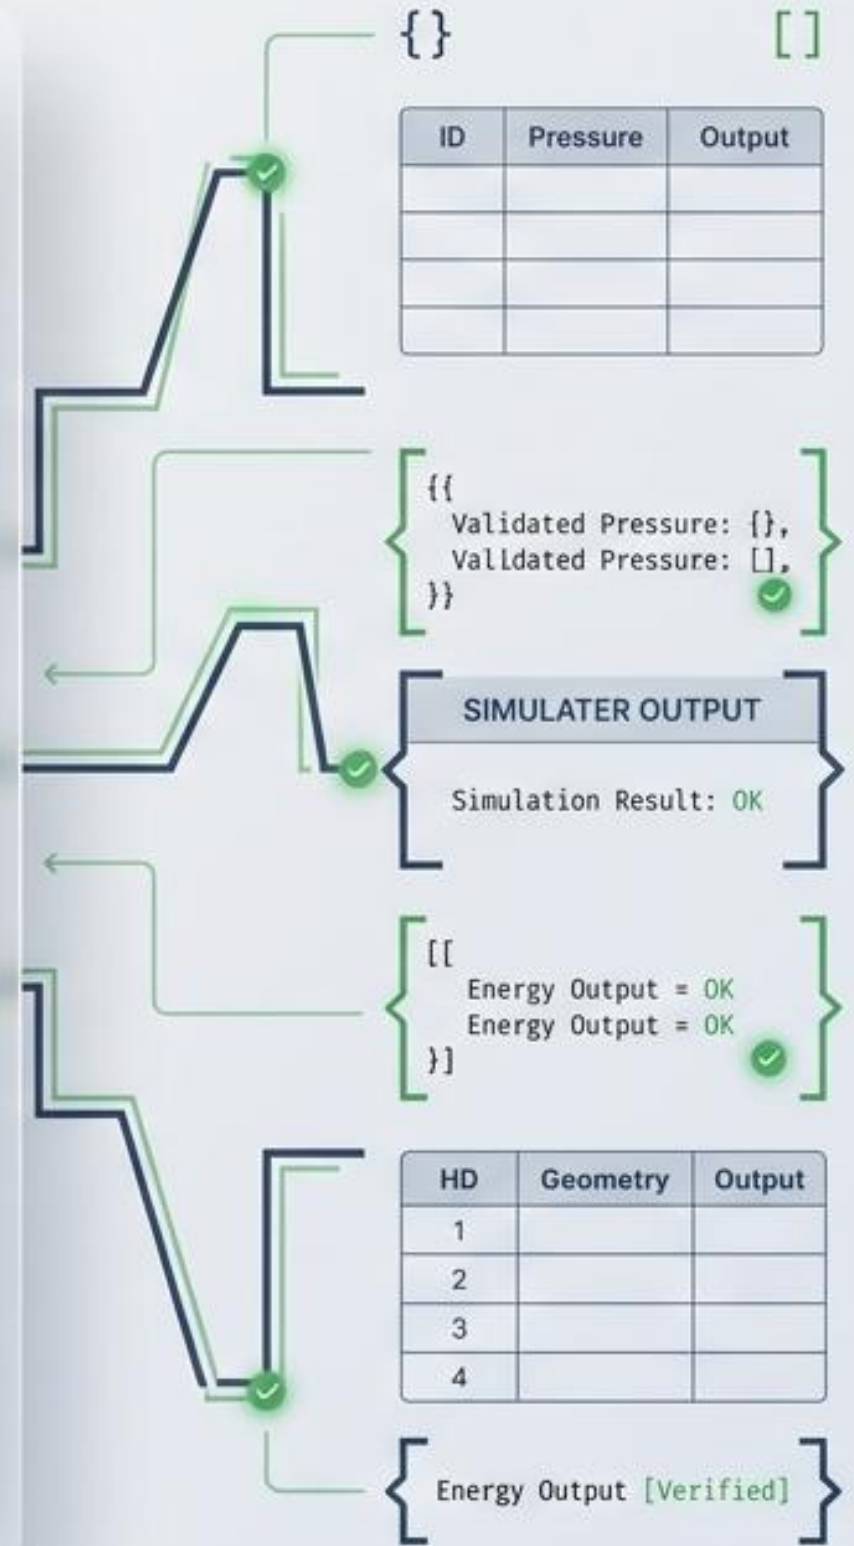 {} []
ID Pressure Output
{{
Validated Pressure: {},
Valldated Pressure: [],
}}
SIMULATER OUTPUT
Simulation Result: OK
[[
Energy Output = OK
Energy Output = OK
}]
HD Geometry Output
1
2
3
4
Energy Output [Verified]